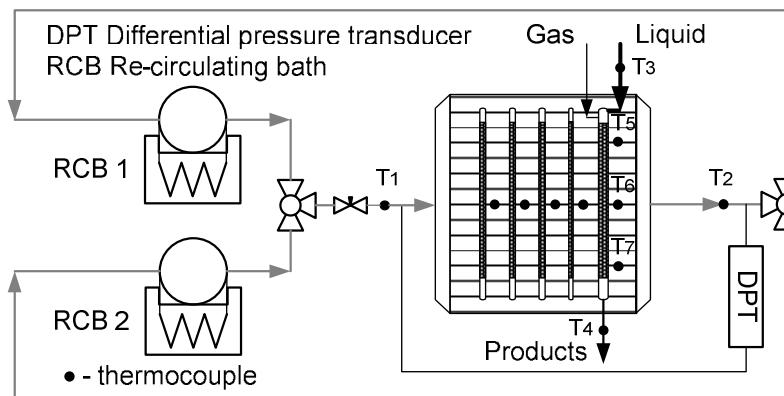 DPT Differential pressure transducer
RCB Re-circulating bath
Gas
Liquid
T3
T5
RCB 1
T1
T6
T2
T7
RCB 2
DPT
T4
Products
● - thermocouple